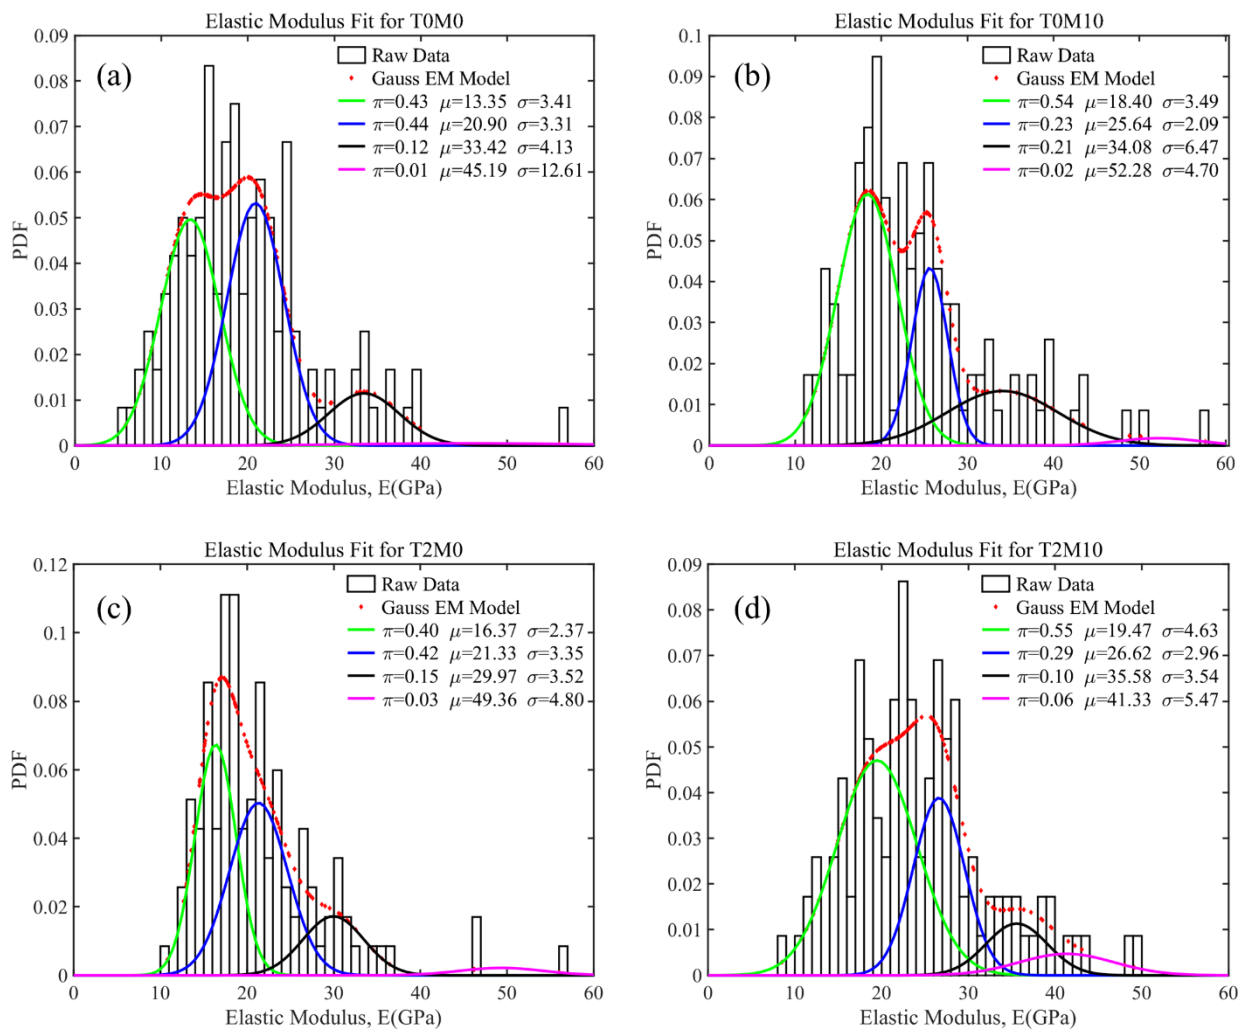 Elastic Modulus Fit for T0M0
(a)
Raw Data
Gauss EM Model
π=0.43 μ=13.35 σ=3.41
π=0.44 μ=20.90 σ=3.31
π=0.12 μ=33.42 σ=4.13
π=0.01 μ=45.19 σ=12.61
0.09
0.08
0.07
0.06
0.05
0.04
0.03
0.02
0.01
0
PDF
0 10 20 30 40 50 60
Elastic Modulus, E(GPa)
Elastic Modulus Fit for T0M10
(b)
Raw Data
Gauss EM Model
π=0.54 μ=18.40 σ=3.49
π=0.23 μ=25.64 σ=2.09
π=0.21 μ=34.08 σ=6.47
π=0.02 μ=52.28 σ=4.70
0.1
0.09
0.08
0.07
0.06
0.05
0.04
0.03
0.02
0.01
0
PDF
0 10 20 30 40 50 60
Elastic Modulus, E(GPa)
Elastic Modulus Fit for T2M0
(c)
Raw Data
Gauss EM Model
π=0.40 μ=16.37 σ=2.37
π=0.42 μ=21.33 σ=3.35
π=0.15 μ=29.97 σ=3.52
π=0.03 μ=49.36 σ=4.80
0.12
0.1
0.08
0.06
0.04
0.02
0
PDF
0 10 20 30 40 50 60
Elastic Modulus, E(GPa)
Elastic Modulus Fit for T2M10
(d)
Raw Data
Gauss EM Model
π=0.55 μ=19.47 σ=4.63
π=0.29 μ=26.62 σ=2.96
π=0.10 μ=35.58 σ=3.54
π=0.06 μ=41.33 σ=5.47
0.09
0.08
0.07
0.06
0.05
0.04
0.03
0.02
0.01
0
PDF
0 10 20 30 40 50 60
Elastic Modulus, E(GPa)